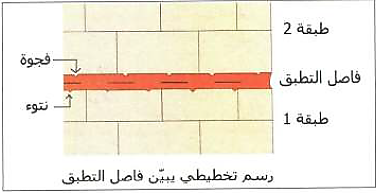 طبقة 2
فجوة
فاصل التطبق
نتوء
طبقة 1
رسم تخطيطي يبيّن فاصل التطبق